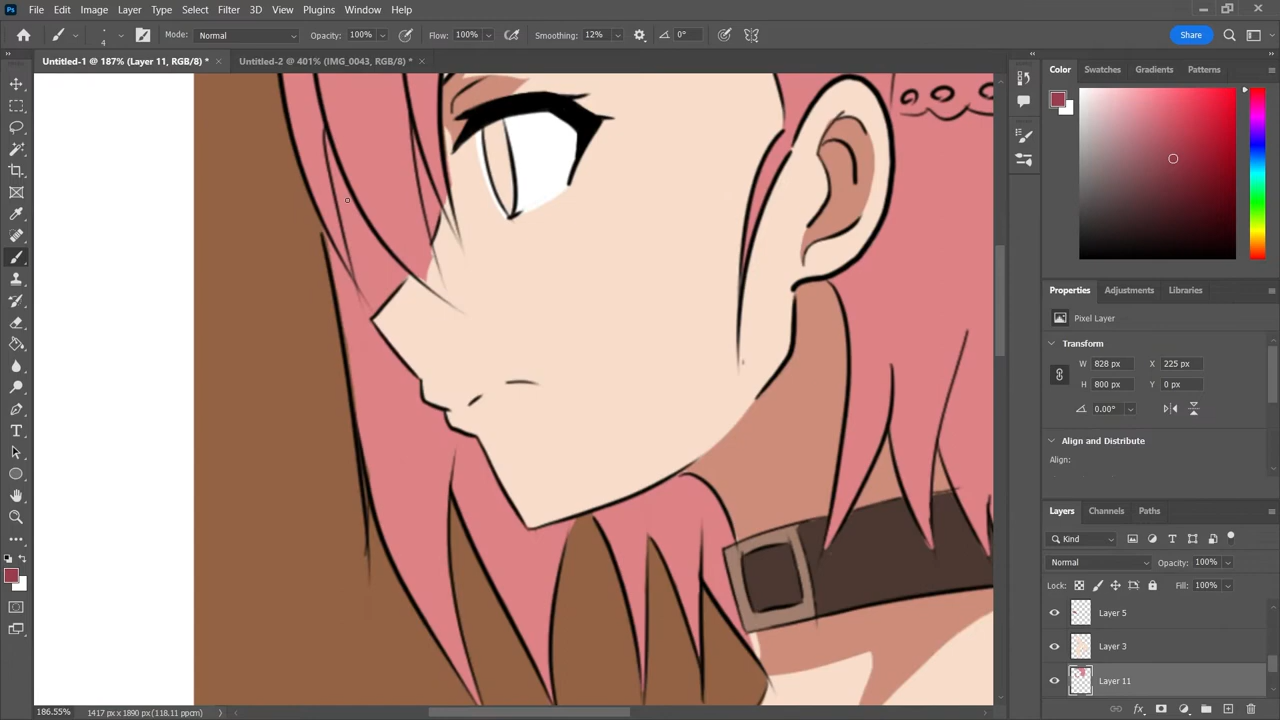 Ps File Edit Image Layer Type Select Filter 3D View Plugins Window Help
4 Mode: Normal Opacity: 100% Flow: 100% Smoothing: 12% 0° Share
Untitled-1 @ 187% (Layer 11, RGB/8) * × Untitled-2 @ 401% (IMG_0043, RGB/8) * ×
Color Swatches Gradients Patterns
Properties Adjustments Libraries
Pixel Layer
Transform
W 828 px X 225 px
H 800 px Y 0 px
0.00°
Align and Distribute
Align:
Layers Channels Paths
Kind
Normal Opacity: 100%
Lock: Fill: 100%
Layer 5
Layer 3
Layer 11
186.55% 1417 px x 1890 px (118.11 ppcm)
fx